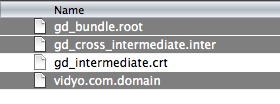 Name
gd_bundle.root
gd_cross_intermediate.inter
gd_intermediate.crt
vidyo.com.domain